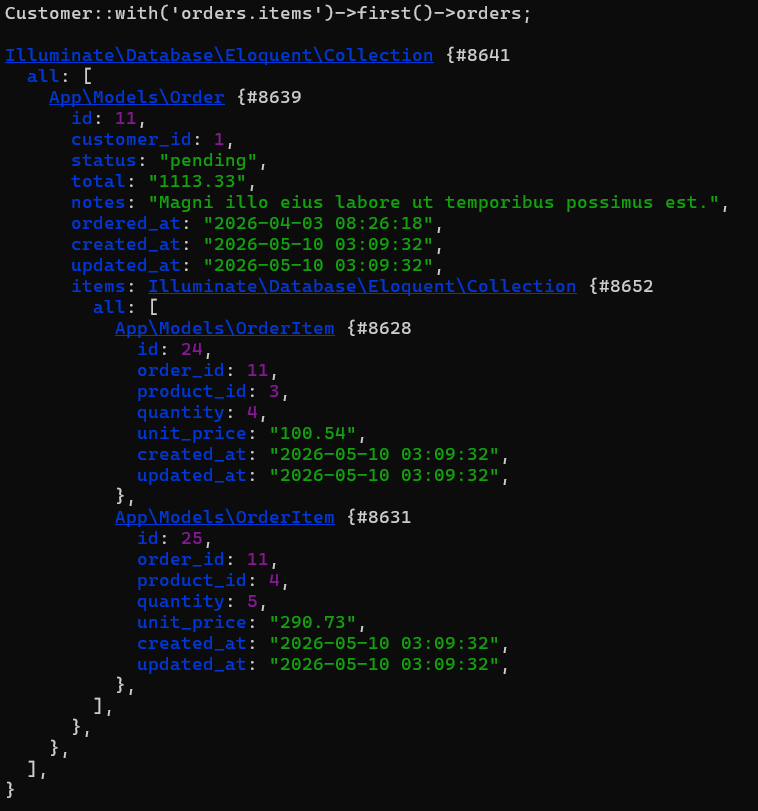 Customer::with('orders.items')->first()->orders;

Illuminate\Database\Eloquent\Collection {#8641
  all: [
    App\Models\Order {#8639
      id: 11,
      customer_id: 1,
      status: "pending",
      total: "1113.33",
      notes: "Magni illo eius labore ut temporibus possimus est.",
      ordered_at: "2026-04-03 08:26:18",
      created_at: "2026-05-10 03:09:32",
      updated_at: "2026-05-10 03:09:32",
      items: Illuminate\Database\Eloquent\Collection {#8652
        all: [
          App\Models\OrderItem {#8628
            id: 24,
            order_id: 11,
            product_id: 3,
            quantity: 4,
            unit_price: "100.54",
            created_at: "2026-05-10 03:09:32",
            updated_at: "2026-05-10 03:09:32",
          },
          App\Models\OrderItem {#8631
            id: 25,
            order_id: 11,
            product_id: 4,
            quantity: 5,
            unit_price: "290.73",
            created_at: "2026-05-10 03:09:32",
            updated_at: "2026-05-10 03:09:32",
          },
        ],
      },
    },
  ],
}